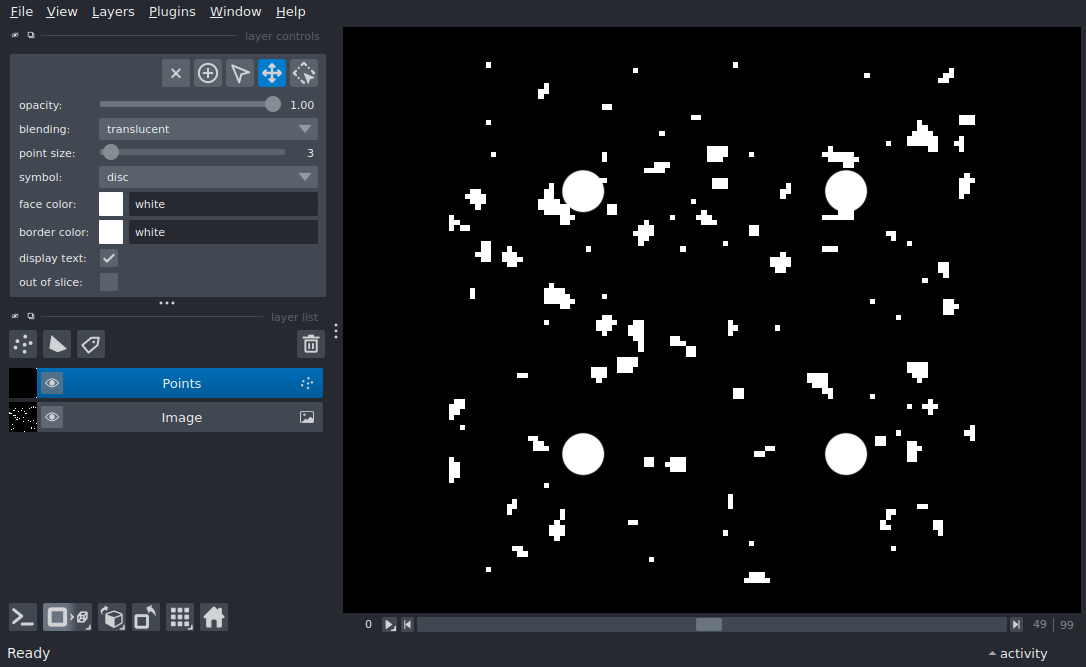 File View Layers Plugins Window Help
layer controls
opacity: 1.00
blending: translucent
point size: 3
symbol: disc
face color: white
border color: white
display text:
out of slice:
layer list
Points
Image
0 49 99
Ready activity